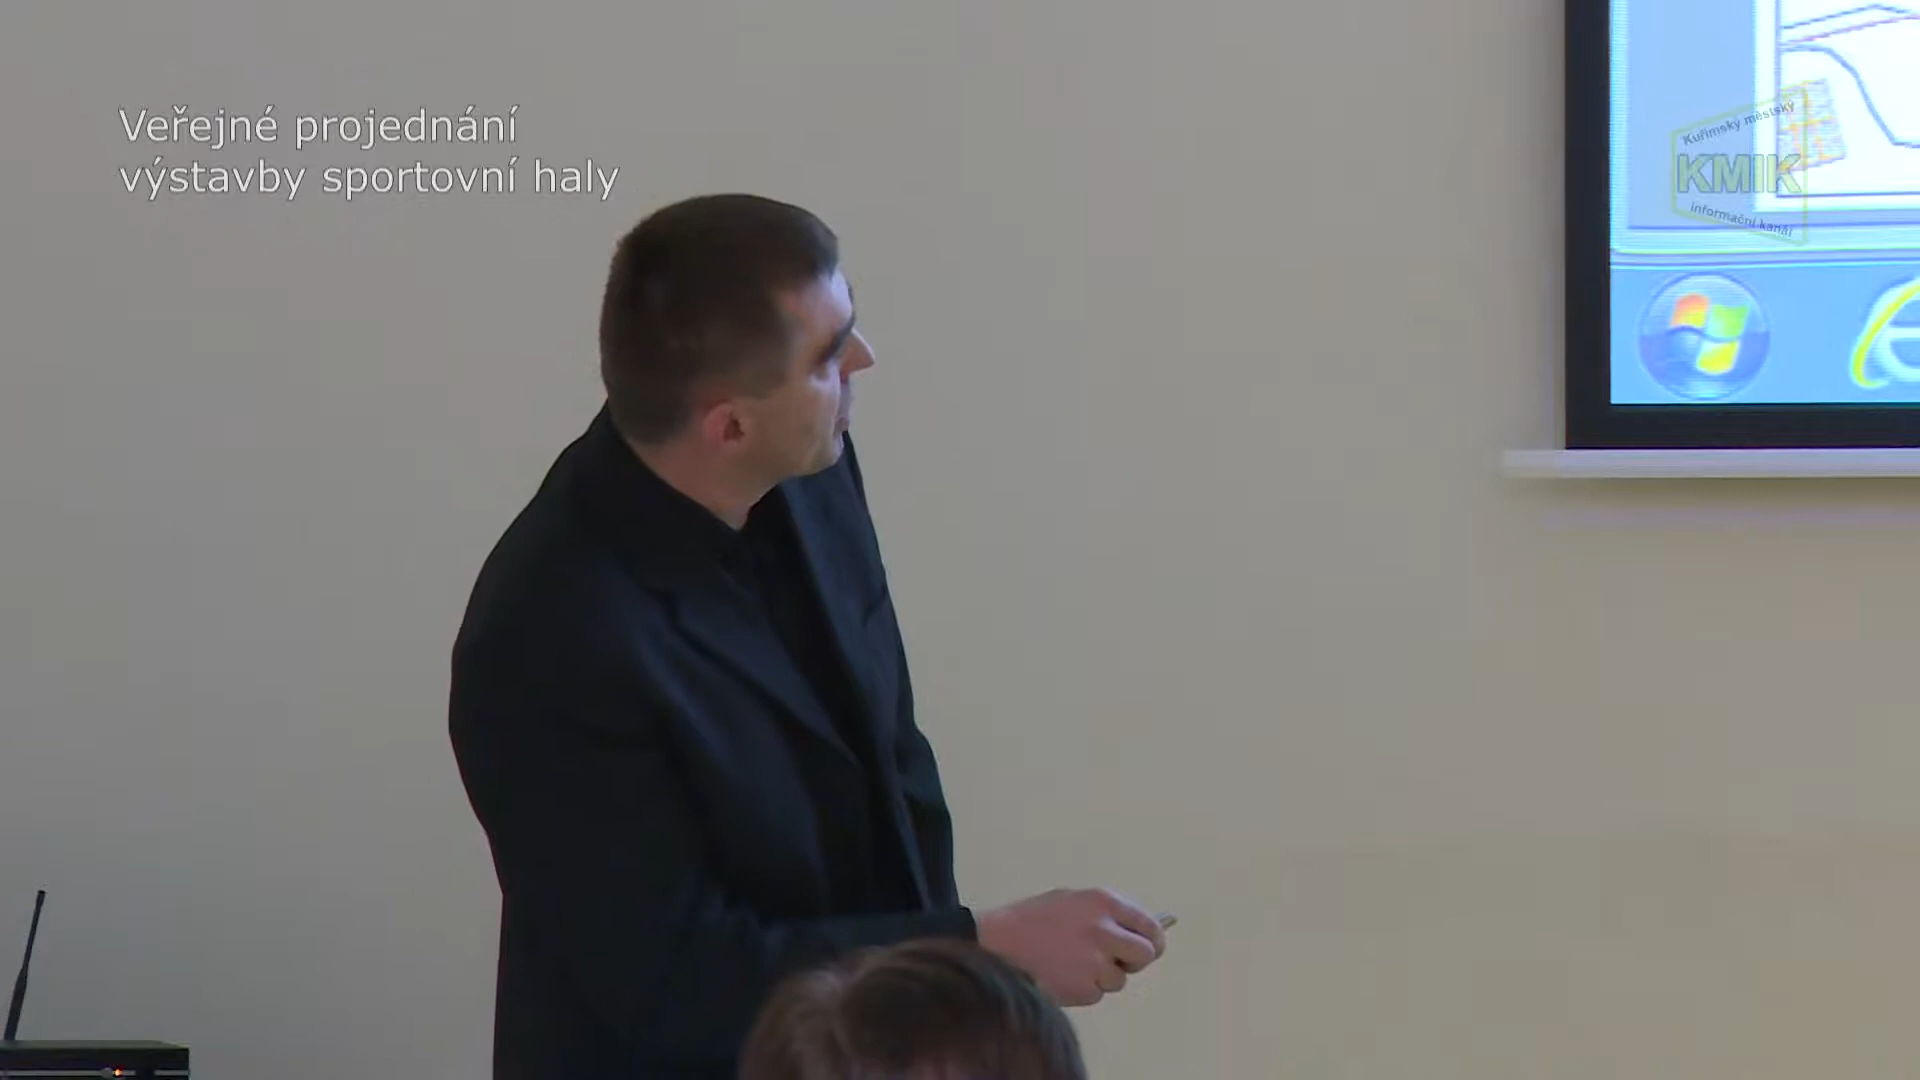 Veřejné projednání
výstavby sportovní haly
Kuřimský městský
KMIK
informační kanál